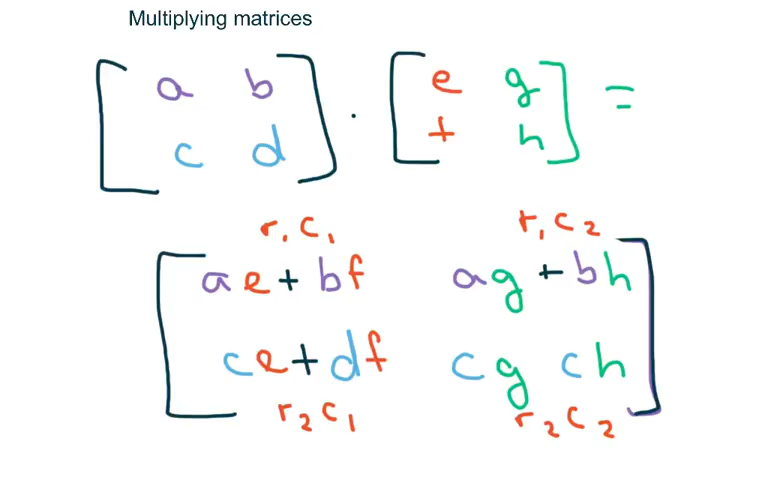 Multiplying matrices
[ a b ] · [ e g ] =
[ c d ] [ f h ]
r₁c₁ r₁c₂
[ ae + bf ag + bh ]
[ ce + df cg ch ]
r₂c₁ r₂c₂